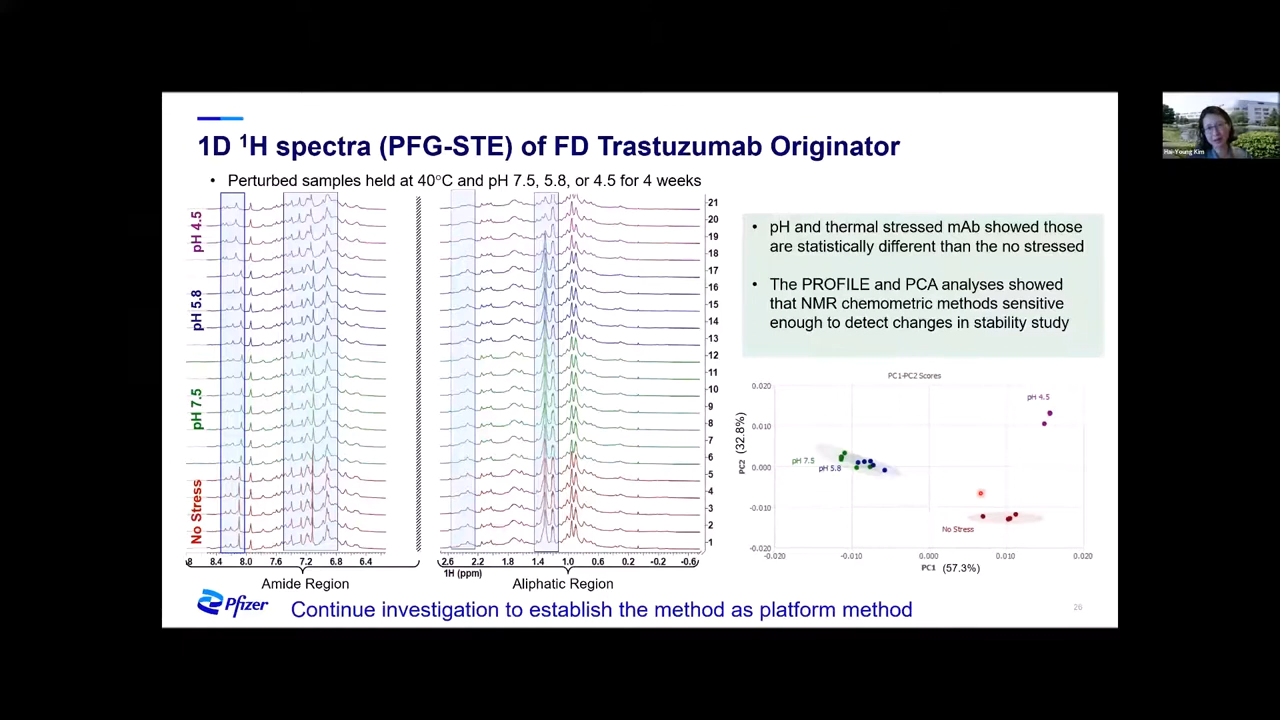 1D ¹H spectra (PFG-STE) of FD Trastuzumab Originator
• Perturbed samples held at 40°C and pH 7.5, 5.8, or 4.5 for 4 weeks
pH 4.5
pH 5.8
pH 7.5
No Stress
21
20
19
18
17
16
15
14
13
12
11
10
9
8
7
6
5
4
3
2
1
8 8.4 8.0 7.6 7.2 6.8 6.4
2.6 2.2 1.8 1.4 1.0 0.6 0.2 -0.2 -0.6
1H (ppm)
Amide Region
Aliphatic Region
• pH and thermal stressed mAb showed those
are statistically different than the no stressed
• The PROFILE and PCA analyses showed
that NMR chemometric methods sensitive
enough to detect changes in stability study
PC1-PC2 Scores
PC2 (32.8%)
0.020
0.010
0.000
-0.010
-0.020
pH 4.5
pH 7.5
pH 5.8
No Stress
-0.020 -0.010 0.000 0.010 0.020
PC1 (57.3%)
Pfizer
Continue investigation to establish the method as platform method
20
Hai-Young Kim